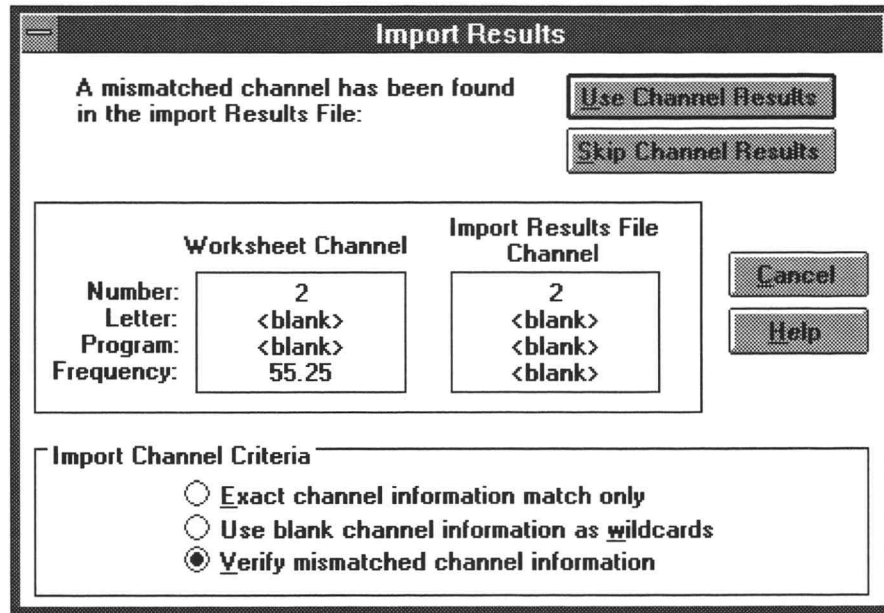 Import Results
A mismatched channel has been found
in the import Results File:
Use Channel Results
Skip Channel Results
Worksheet Channel
Import Results File
Channel
Number: 2 2
Letter: <blank> <blank>
Program: <blank> <blank>
Frequency: 55.25 <blank>
Cancel
Help
Import Channel Criteria
Exact channel information match only
Use blank channel information as wildcards
Verify mismatched channel information